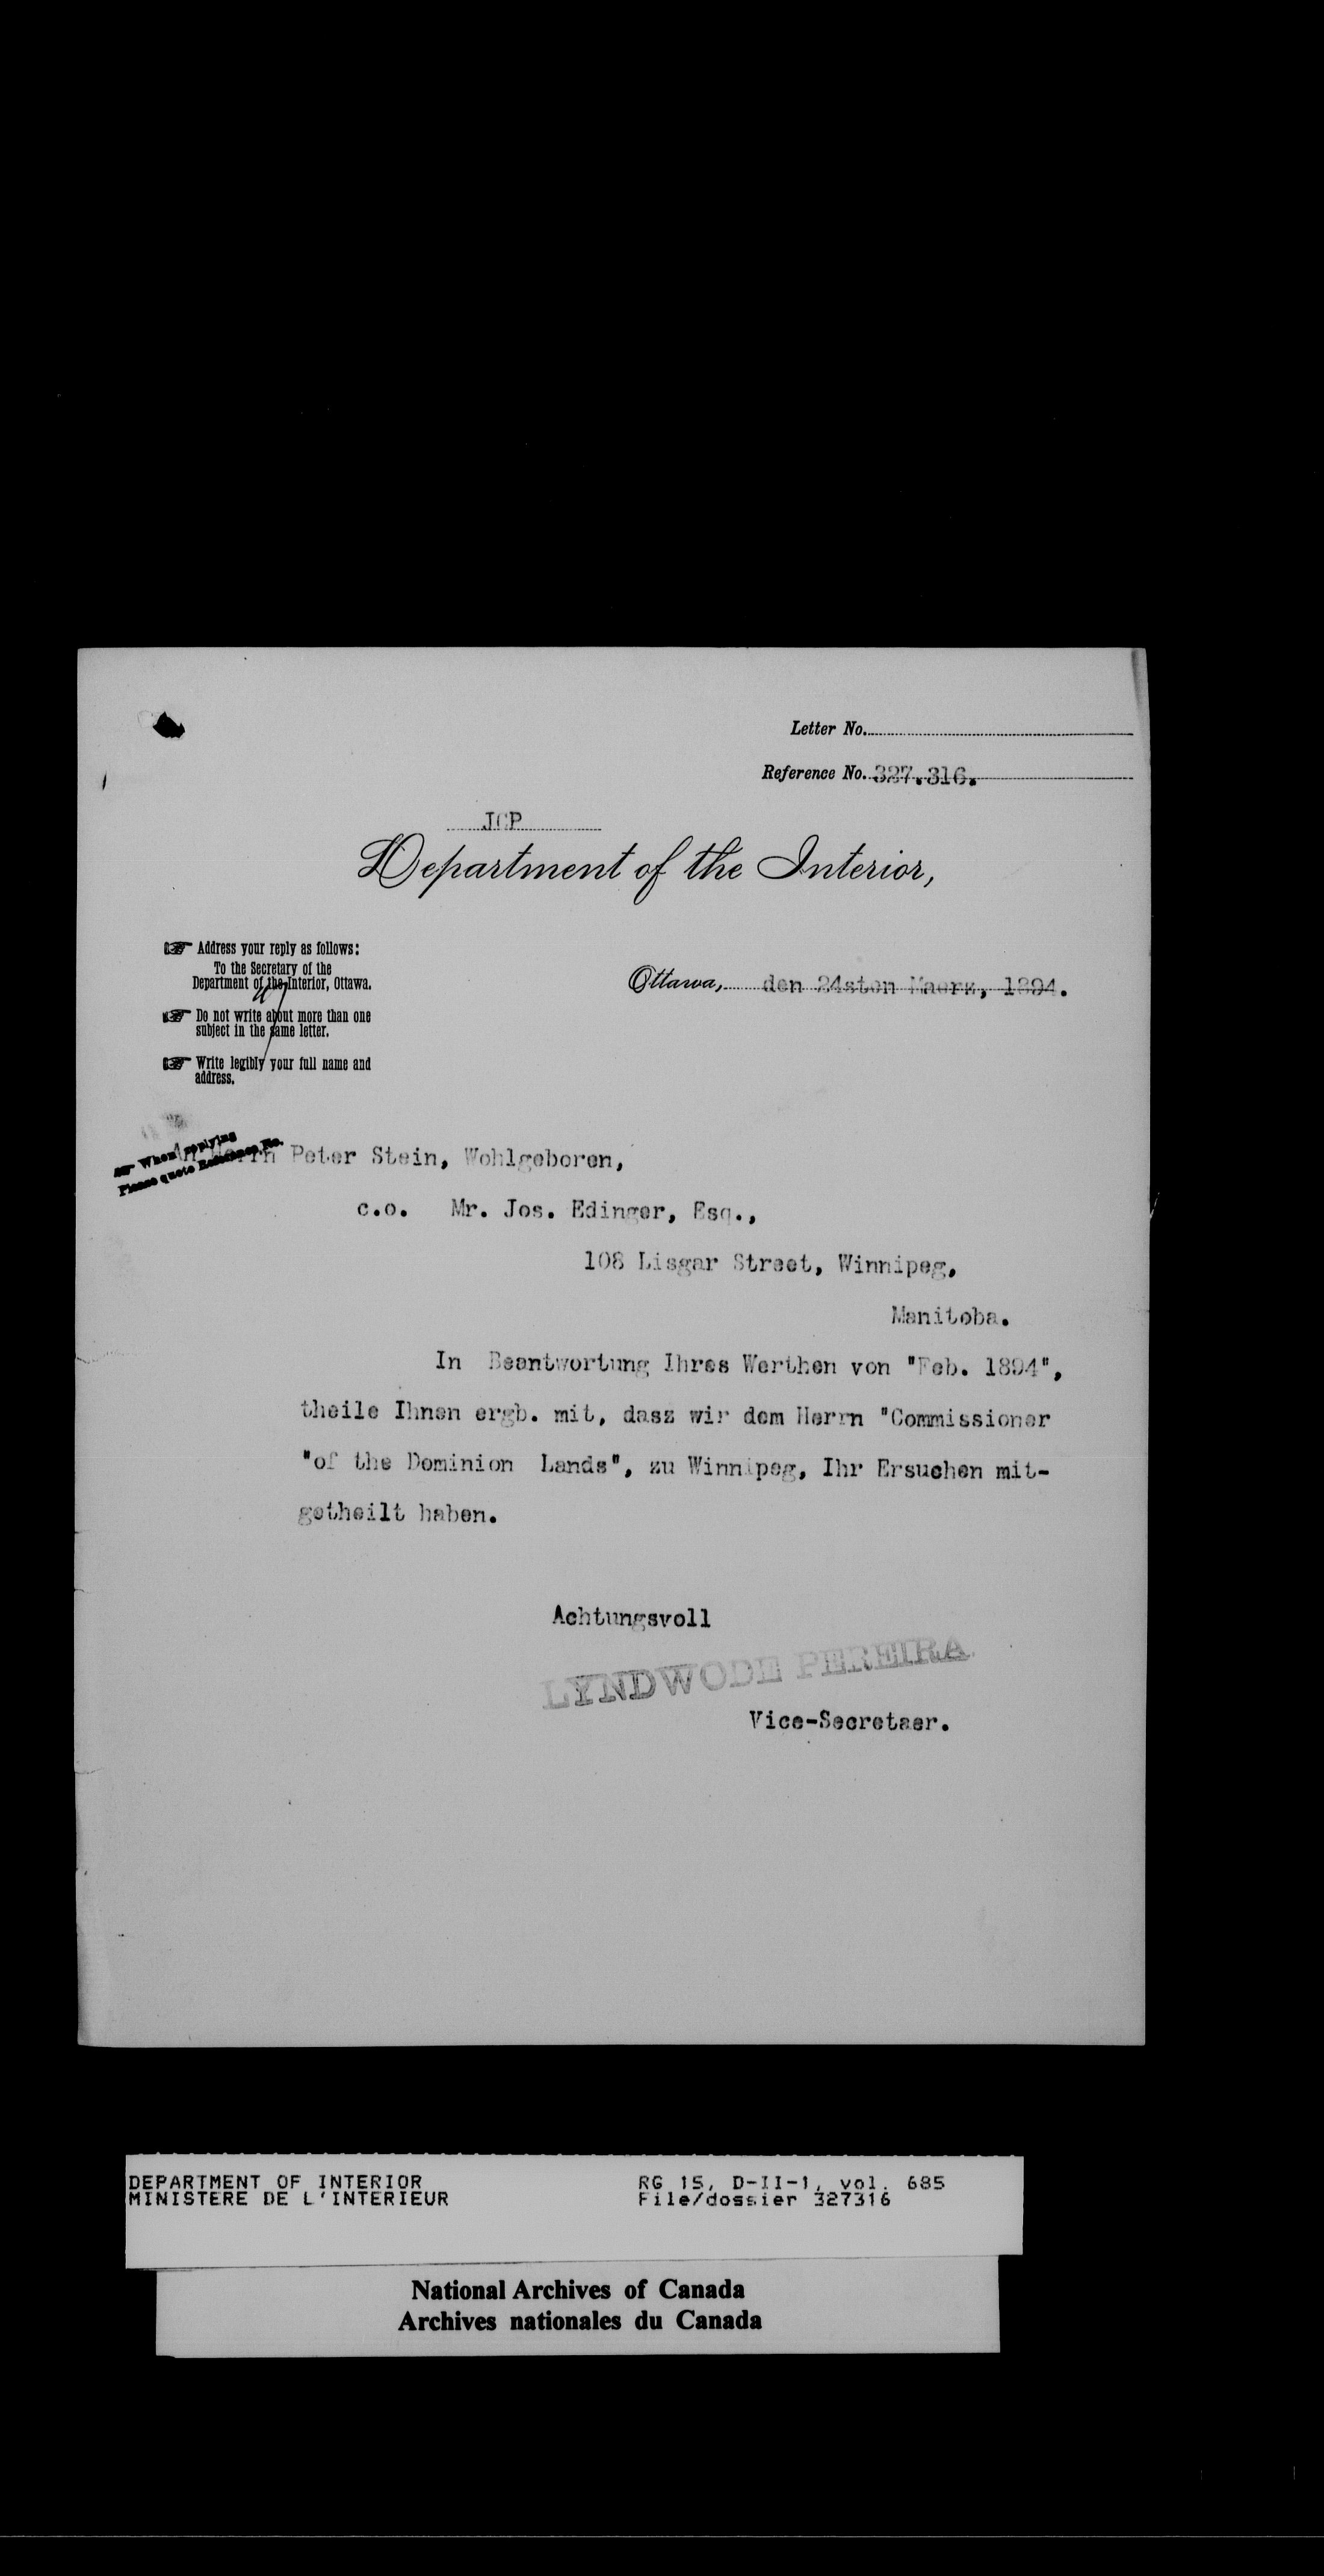 Letter No.
Reference No. 327.316.
JCP
Department of the Interior,
Address your reply as follows:
To the Secretary of the
Department of the Interior, Ottawa.
Ottawa, den 24sten Maerz, 1894.
Do not write about more than one
subject in the same letter.
Write legibly your full name and
address.
When replying
Please quote Reference No.
An Herrn Peter Stein, Wohlgeboren,
c.o. Mr. Jos. Edinger, Esq.,
108 Lisgar Street, Winnipeg,
Manitoba.
In Beantwortung Ihres Werthen von "Feb. 1894",
theile Ihnen ergb. mit, dasz wir dem Herrn "Commissioner
"of the Dominion Lands", zu Winnipeg, Ihr Ersuchen mit-
getheilt haben.
Achtungsvoll
LYNDWODE PEREIRA
Vice-Secretaer.
DEPARTMENT OF INTERIOR
MINISTERE DE L'INTERIEUR
RG 15, D-II-1, vol. 685
File/dossier 327316
National Archives of Canada
Archives nationales du Canada